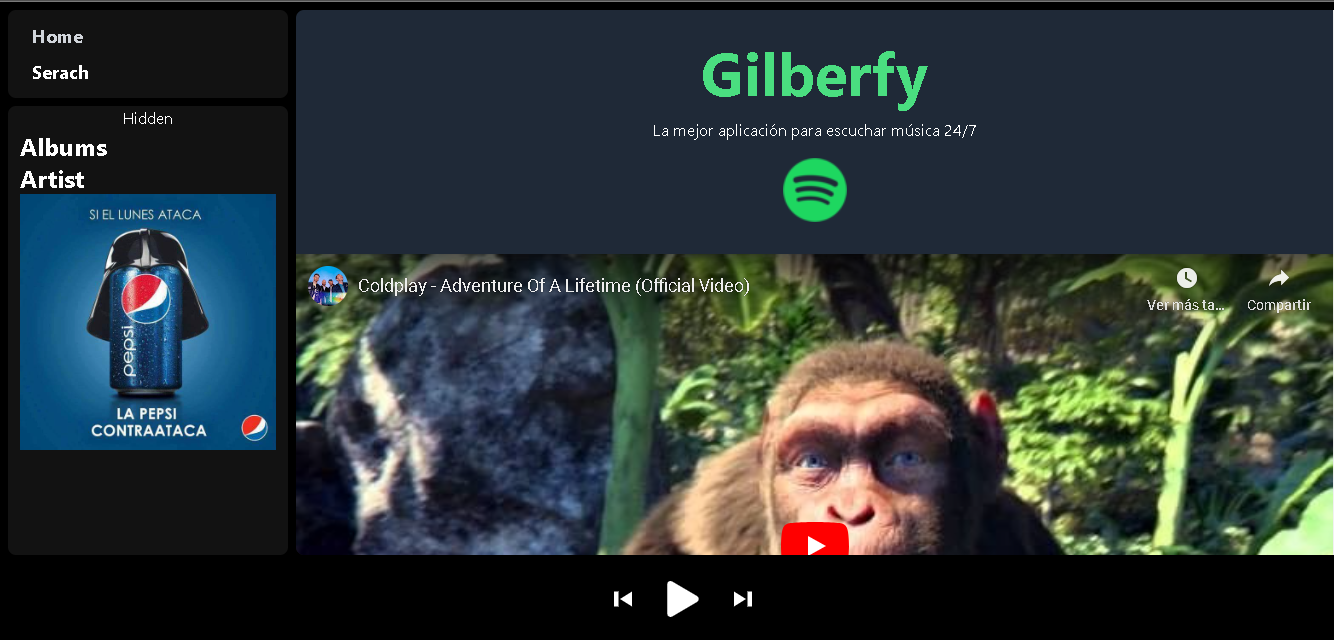 Home
Serach
Hidden
Albums
Artist
SI EL LUNES ATACA
pepsi
LA PEPSI
CONTRAATACA
Gilberfy
La mejor aplicación para escuchar música 24/7
Coldplay - Adventure Of A Lifetime (Official Video)
Ver más ta...
Compartir